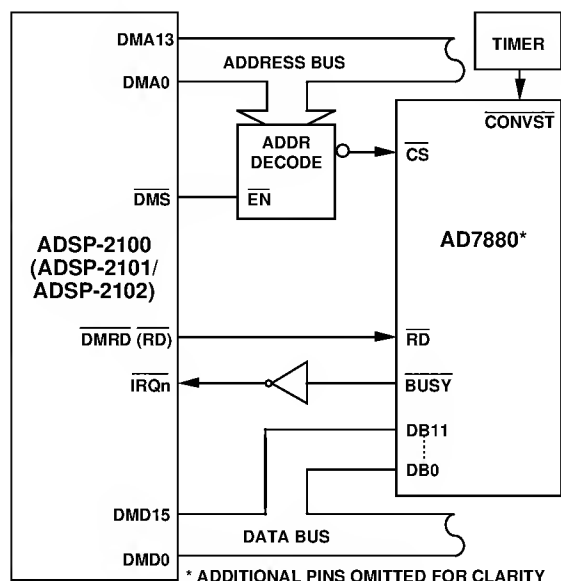 DMA13
ADDRESS BUS
DMA0
TIMER
CONVST
ADDR
DECODE
CS
DMS
EN
ADSP-2100
(ADSP-2101/
ADSP-2102)
AD7880*
DMRD (RD)
RD
IRQn
BUSY
DB11
DB0
DMD15
DATA BUS
DMD0
* ADDITIONAL PINS OMITTED FOR CLARITY